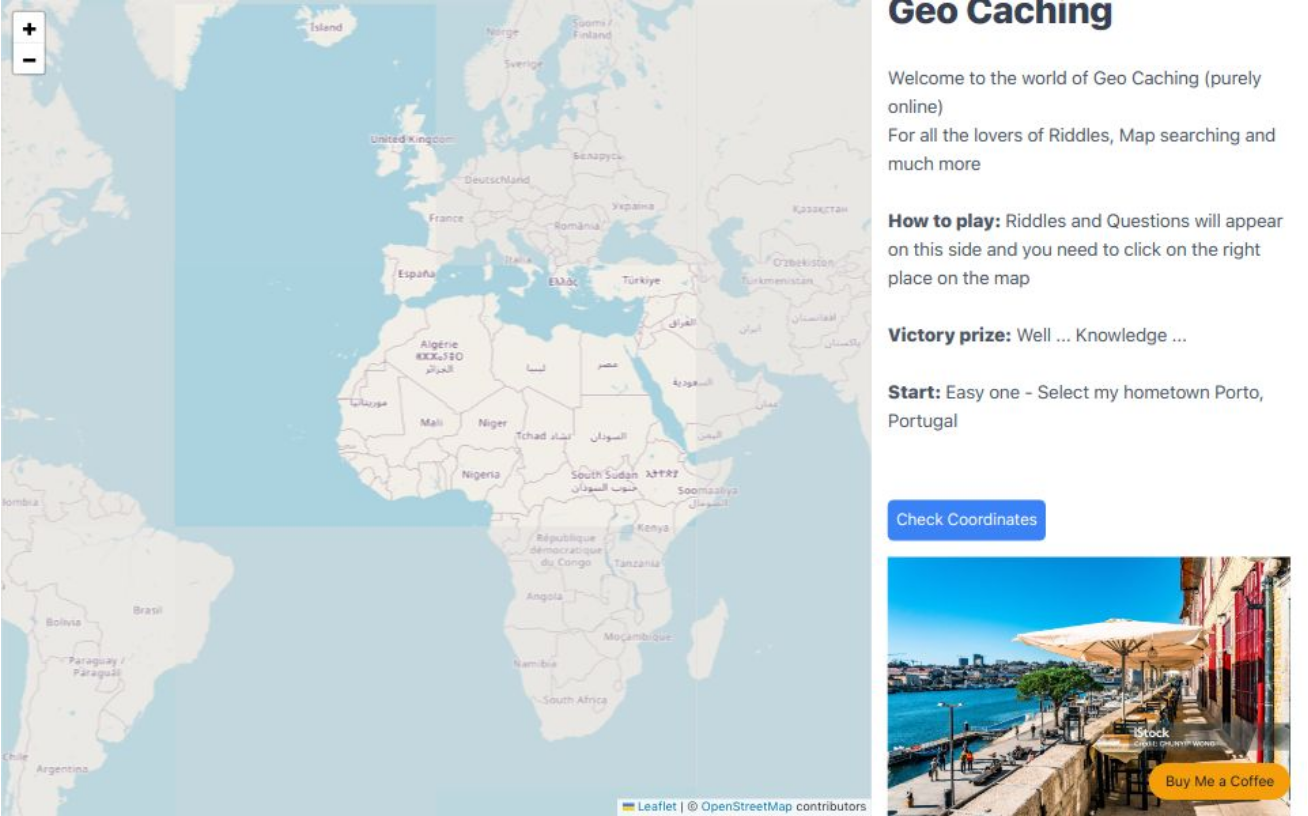 Geo Caching
Welcome to the world of Geo Caching (purely
online)
For all the lovers of Riddles, Map searching and
much more
How to play: Riddles and Questions will appear
on this side and you need to click on the right
place on the map
Victory prize: Well ... Knowledge ...
Start: Easy one - Select my hometown Porto,
Portugal
Check Coordinates
iStock
Credit: CHUNYIP WONG
Buy Me a Coffee
+
−
Ísland
Norge
Suomi /
Finland
Sverige
United Kingdom
Беларусь
Deutschland
Україна
France
România
Қазақстан
Italia
España
Ελλάς
Türkiye
O'zbekiston
Türkmenistan
افغانستان
ایران
پاکستان
العراق
Algérie
الجزائر
ليبيا
مصر
السعودية
عمان
موريتانيا
Mali
Niger
Tchad تشاد
السودان
اليمن
Nigeria
South Sudan
جنوب السودان
Soomaaliya
الصومال
Kenya
République
démocratique
du Congo
Tanzania
Angola
Moçambique
Namibia
South Africa
Brasil
Bolivia
Paraguay /
Paraguái
Chile
Argentina
Leaflet | © OpenStreetMap contributors